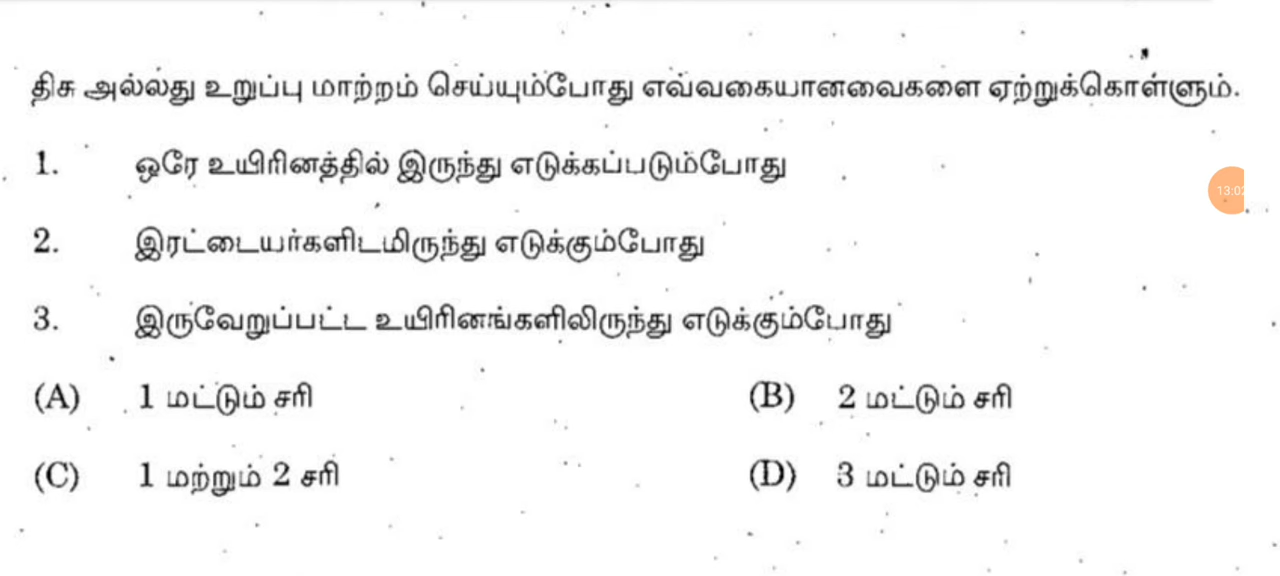 திசு அல்லது உறுப்பு மாற்றம் செய்யும்போது எவ்வகையானவைகளை ஏற்றுக்கொள்ளும்.
1. ஒரே உயிரினத்தில் இருந்து எடுக்கப்படும்போது
13:02
2. இரட்டையர்களிடமிருந்து எடுக்கும்போது
3. இருவேறுப்பட்ட உயிரினங்களிலிருந்து எடுக்கும்போது
(A) 1 மட்டும் சரி (B) 2 மட்டும் சரி
(C) 1 மற்றும் 2 சரி (D) 3 மட்டும் சரி